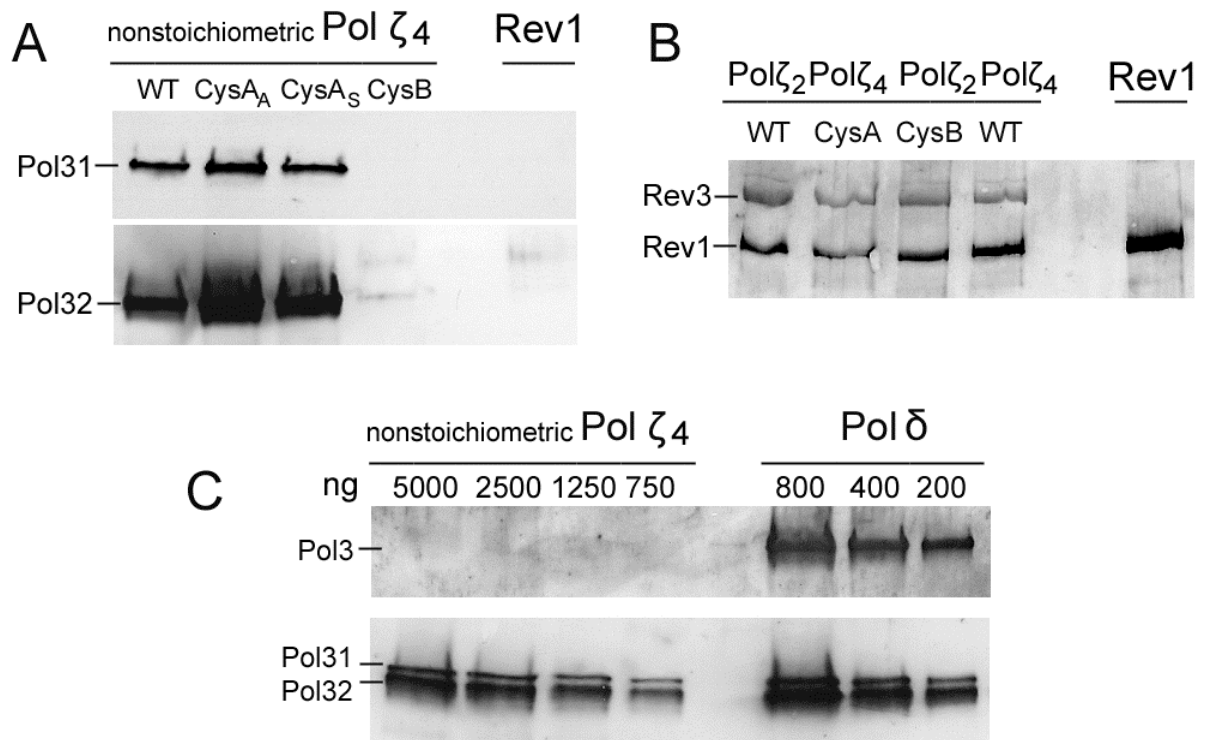 A
nonstoichiometric Pol ζ4 Rev1
WT CysAA CysAS CysB
Pol31
Pol32
B
Polζ2 Polζ4 Polζ2 Polζ4 Rev1
WT CysA CysB WT
Rev3
Rev1
C
nonstoichiometric Pol ζ4 Pol δ
ng 5000 2500 1250 750 800 400 200
Pol3
Pol31
Pol32